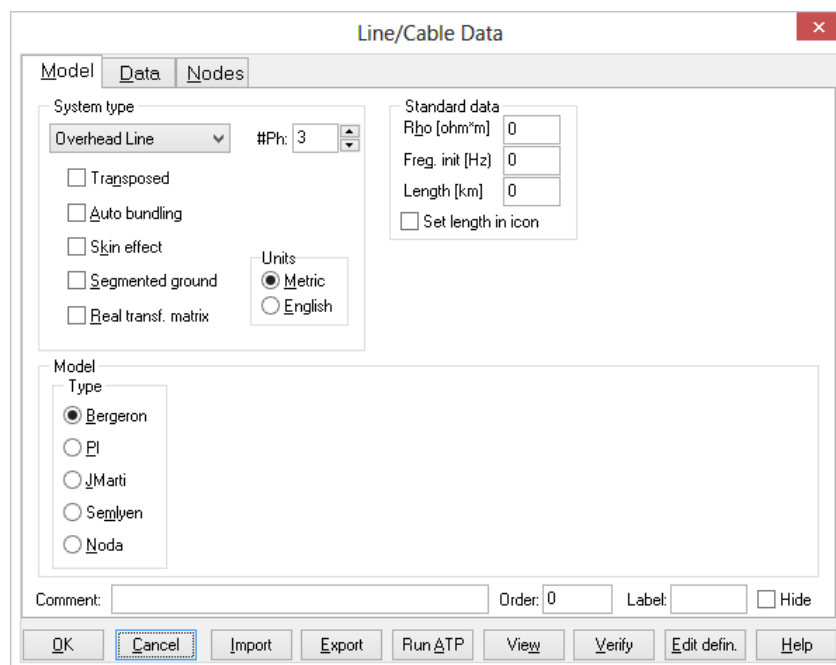 Line/Cable Data
Model Data Nodes
System type
Overhead Line #Ph: 3
Transposed
Auto bundling
Skin effect
Segmented ground
Real transf. matrix
Units
Metric
English
Standard data
Rho [ohm*m] 0
Freq. init (Hz) 0
Length [km] 0
Set length in icon
Model
Type
Bergeron
PI
JMarti
Semlyen
Noda
Comment: Order: 0 Label: Hide
OK Cancel Import Export Run ATP View Verify Edit defin. Help